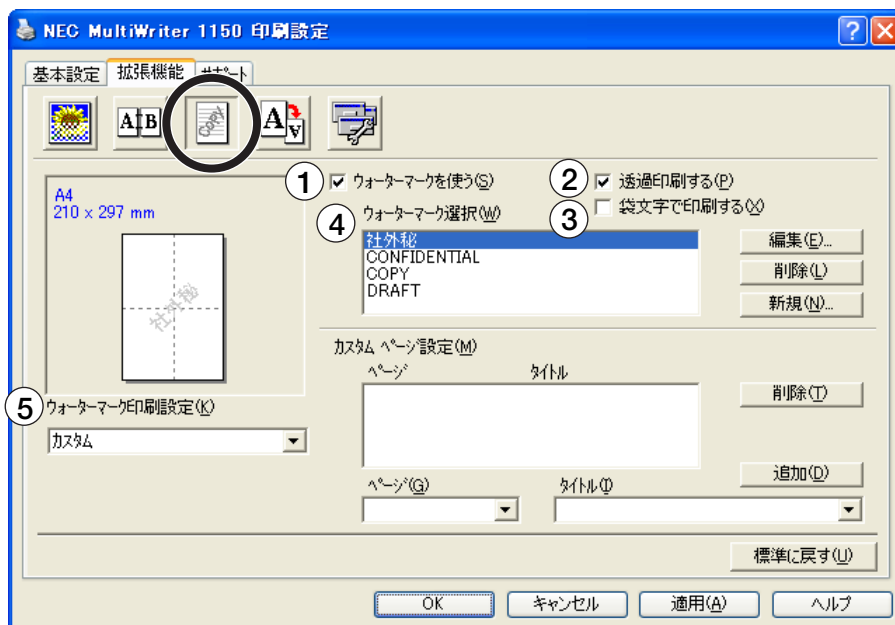 NEC MultiWriter 1150 印刷設定
基本設定 拡張機能 サポート
A|B COPY A A
A4
210 x 297 mm
社外秘
① ウォーターマークを使う(S)
② 透過印刷する(P)
③ 袋文字で印刷する(X)
④ ウォーターマーク選択(W)
社外秘
CONFIDENTIAL
COPY
DRAFT
編集(E)...
削除(L)
新規(N)...
カスタム ページ設定(M)
ページ タイトル
削除(T)
追加(D)
ページ(G) タイトル(I)
⑤ ウォーターマーク印刷設定(K)
カスタム
標準に戻す(U)
OK キャンセル 適用(A) ヘルプ